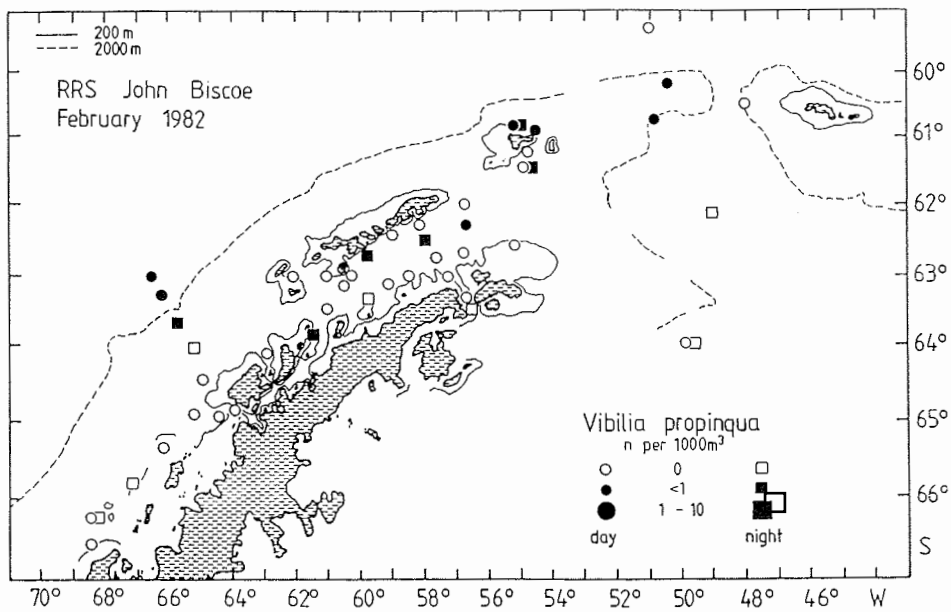 200 m
2000 m
RRS John Biscoe
February 1982
60°
61°
62°
63°
64°
65°
66°
S
Vibilia propinqua
n per 1000m³
0
<1
1 - 10
day night
70° 68° 66° 64° 62° 60° 58° 56° 54° 52° 50° 48° 46° W